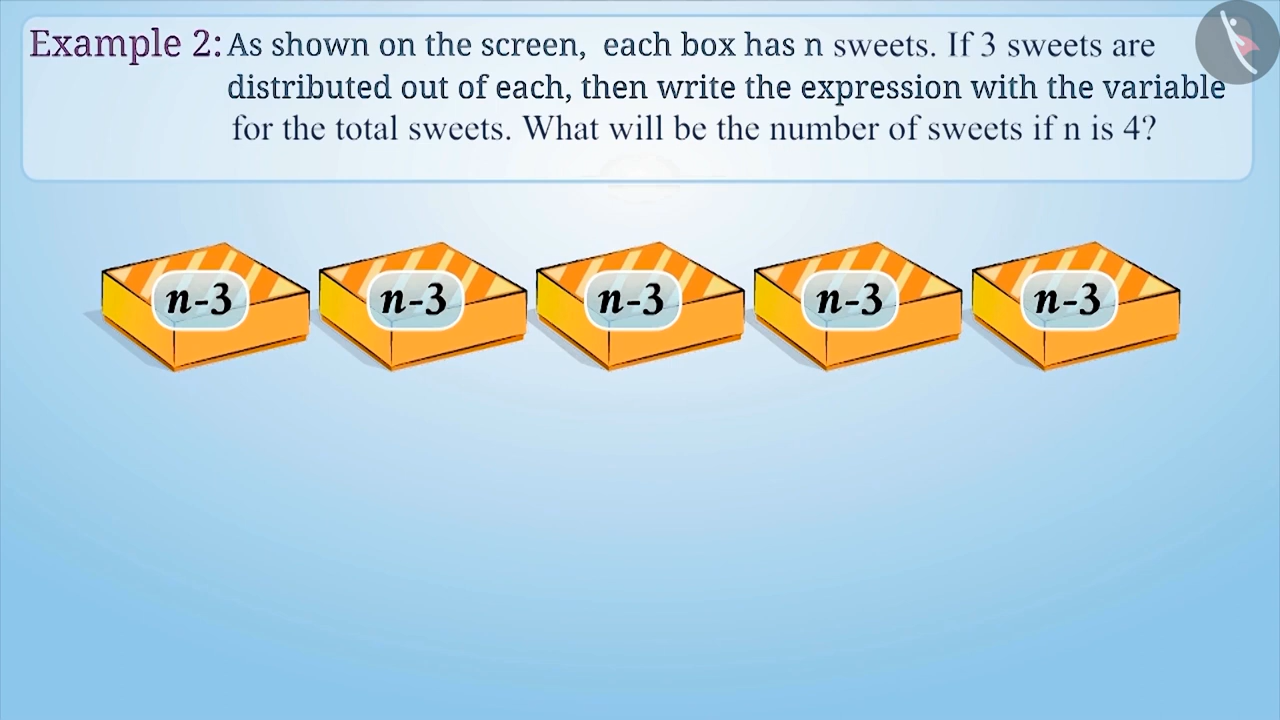 Example 2: As shown on the screen, each box has n sweets. If 3 sweets are
distributed out of each, then write the expression with the variable
for the total sweets. What will be the number of sweets if n is 4?
n-3 n-3 n-3 n-3 n-3